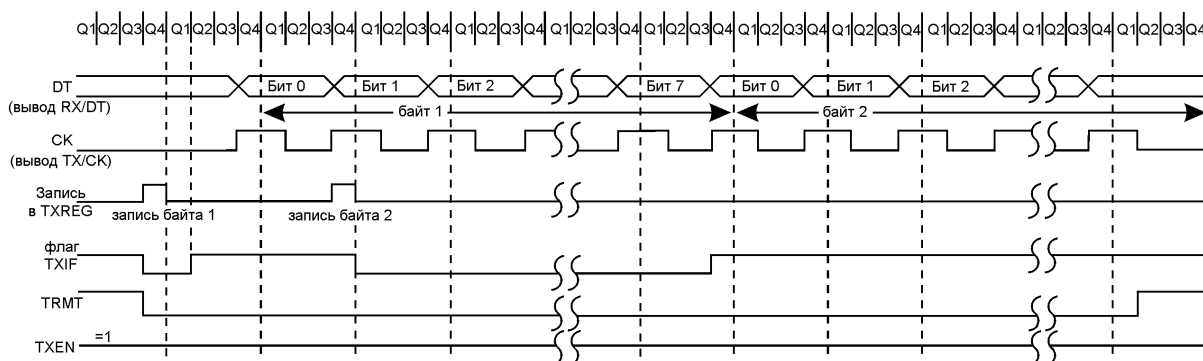 Q1 Q2 Q3 Q4 Q1 Q2 Q3 Q4 Q1 Q2 Q3 Q4 Q1 Q2 Q3 Q4 Q1 Q2 Q3 Q4 Q1 Q2 Q3 Q4 Q1 Q2 Q3 Q4 Q1 Q2 Q3 Q4 Q1 Q2 Q3 Q4 Q1 Q2 Q3 Q4 Q1 Q2 Q3 Q4 Q1 Q2 Q3 Q4
DT
(вывод RX/DT)
Бит 0 Бит 1 Бит 2 Бит 7 Бит 0 Бит 1 Бит 2
байт 1 байт 2
CK
(вывод TX/CK)
Запись
в TXREG
запись байта 1 запись байта 2
флаг
TXIF
TRMT
TXEN =1